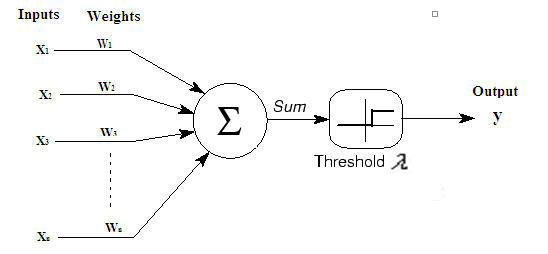 Inputs Weights
X1 W1
X2 W2
X3 W3
Xn Wn
Σ
Sum
Threshold λ
Output
y